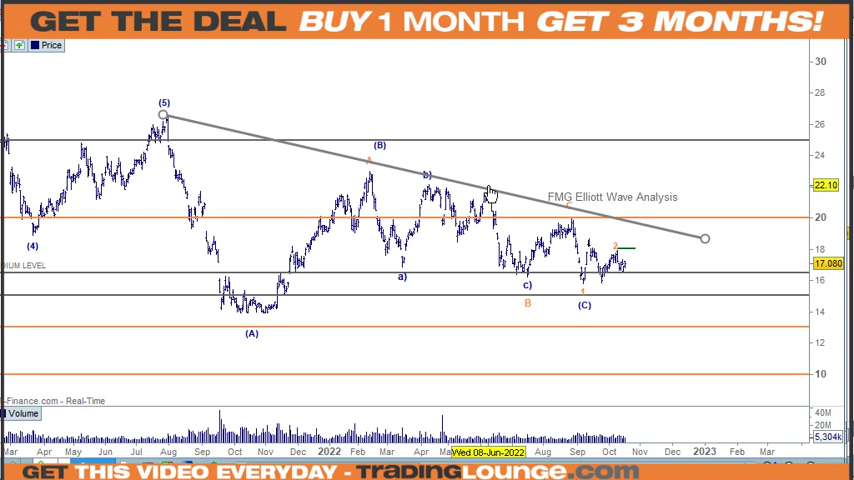 GET THE DEAL BUY 1 MONTH GET 3 MONTHS!
Price
30
28
26
24
22.10
20
18
17.080
16
14
12
10
(5)
(B)
A
b)
FMG Elliott Wave Analysis
(4)
2
a)
DIUM LEVEL
c)
B
1
(C)
(A)
-Finance.com - Real-Time
Volume
40M
20M
5,304k
Mar Apr May Jun Jul Aug Sep Oct Nov Dec 2022 Feb Mar Apr May Wed 08-Jun-2022 Aug Sep Oct Nov Dec 2023 Feb Mar
GET THIS VIDEO EVERYDAY - TradingLounge.com